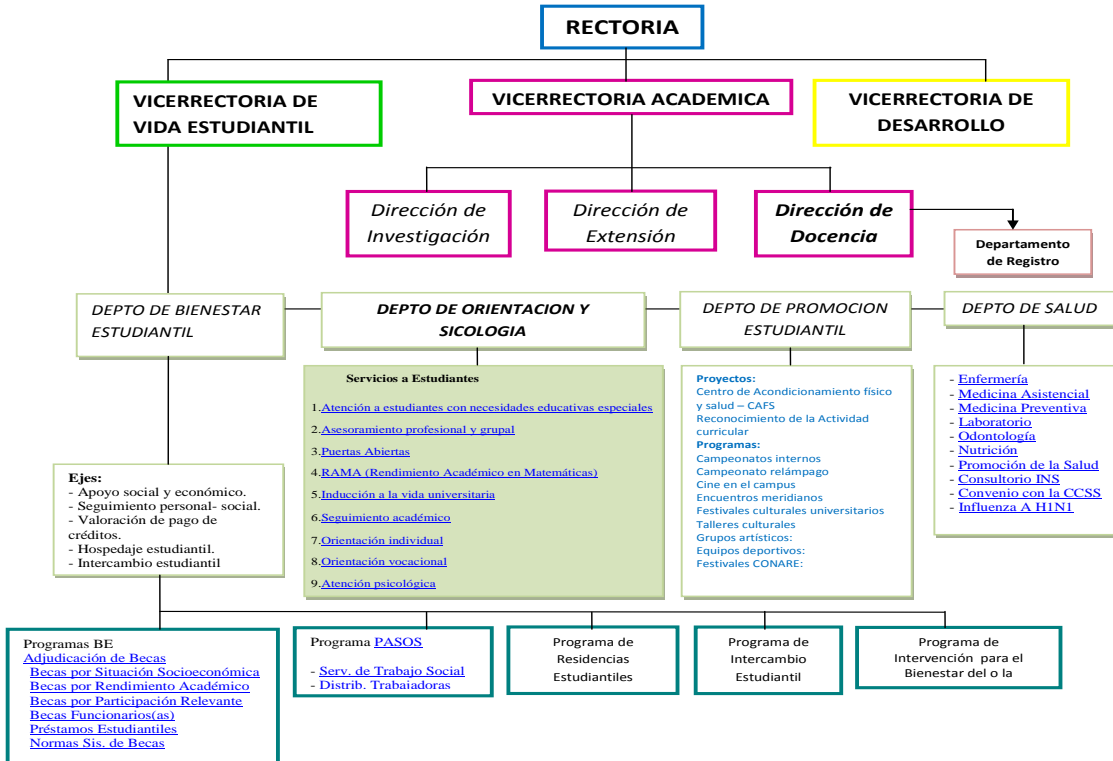 RECTORIA
VICERRECTORIA DE
VIDA ESTUDIANTIL
VICERRECTORIA ACADEMICA
VICERRECTORIA DE
DESARROLLO
Dirección de
Investigación
Dirección de
Extensión
Dirección de
Docencia
Departamento
de Registro
DEPTO DE BIENESTAR
ESTUDIANTIL
DEPTO DE ORIENTACION Y
SICOLOGIA
DEPTO DE PROMOCION
ESTUDIANTIL
DEPTO DE SALUD
Ejes:
- Apoyo social y económico.
- Seguimiento personal- social.
- Valoración de pago de
créditos.
- Hospedaje estudiantil.
- Intercambio estudiantil
Servicios a Estudiantes
1.Atención a estudiantes con necesidades educativas especiales
2.Asesoramiento profesional y grupal
3.Puertas Abiertas
4.RAMA (Rendimiento Académico en Matemáticas)
5.Inducción a la vida universitaria
6.Seguimiento académico
7.Orientación individual
8.Orientación vocacional
9.Atención psicológica
Proyectos:
Centro de Acondicionamiento físico
y salud – CAFS
Reconocimiento de la Actividad
curricular
Programas:
Campeonatos internos
Campeonato relámpago
Cine en el campus
Encuentros meridianos
Festivales culturales universitarios
Talleres culturales
Grupos artísticos:
Equipos deportivos:
Festivales CONARE:
- Enfermería
- Medicina Asistencial
- Medicina Preventiva
- Laboratorio
- Odontología
- Nutrición
- Promoción de la Salud
- Consultorio INS
- Convenio con la CCSS
- Influenza A H1N1
Programas BE
Adjudicación de Becas
Becas por Situación Socioeconómica
Becas por Rendimiento Académico
Becas por Participación Relevante
Becas Funcionarios(as)
Préstamos Estudiantiles
Normas Sis. de Becas
Programa PASOS
- Serv. de Trabajo Social
- Distrib. Trabajadoras
Programa de
Residencias
Estudiantiles
Programa de
Intercambio
Estudiantil
Programa de
Intervención para el
Bienestar del o la